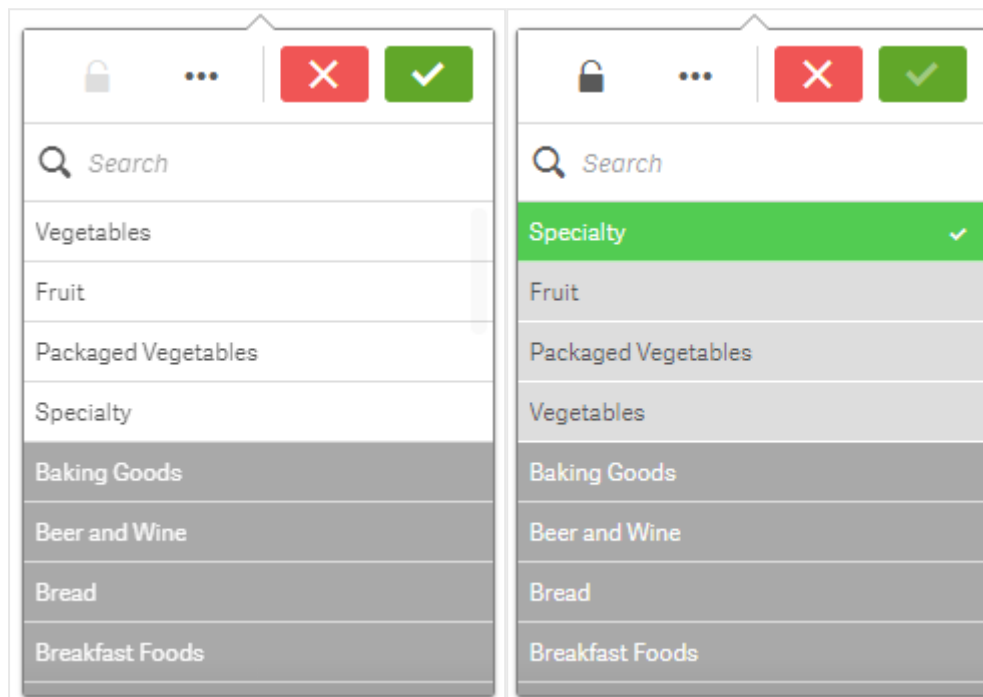 Search
Vegetables
Fruit
Packaged Vegetables
Specialty
Baking Goods
Beer and Wine
Bread
Breakfast Foods
Search
Specialty
Fruit
Packaged Vegetables
Vegetables
Baking Goods
Beer and Wine
Bread
Breakfast Foods